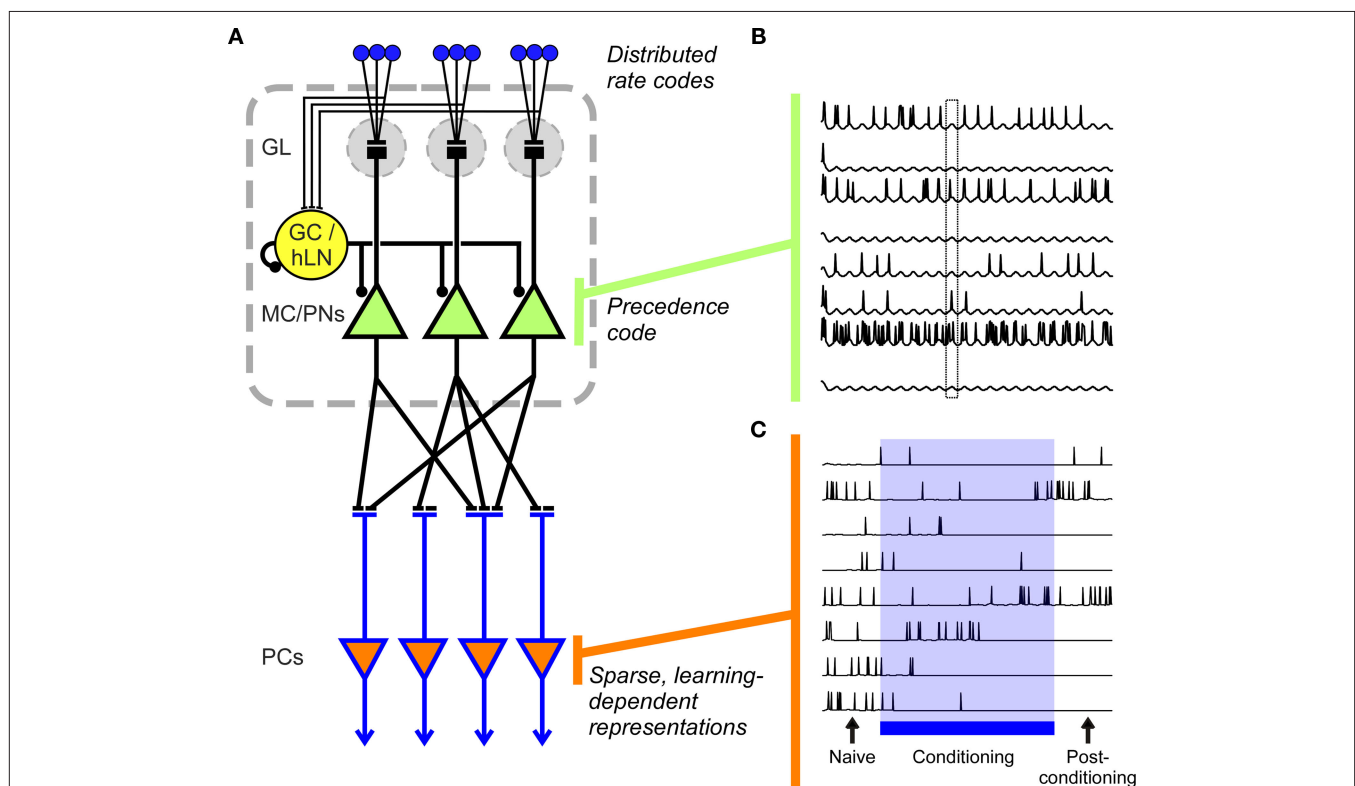 A
Distributed
rate codes
GL
GC /
hLN
MC/PNs
Precedence
code
PCs
Sparse, learning-
dependent
representations
B
C
Naive
Conditioning
Post-
conditioning